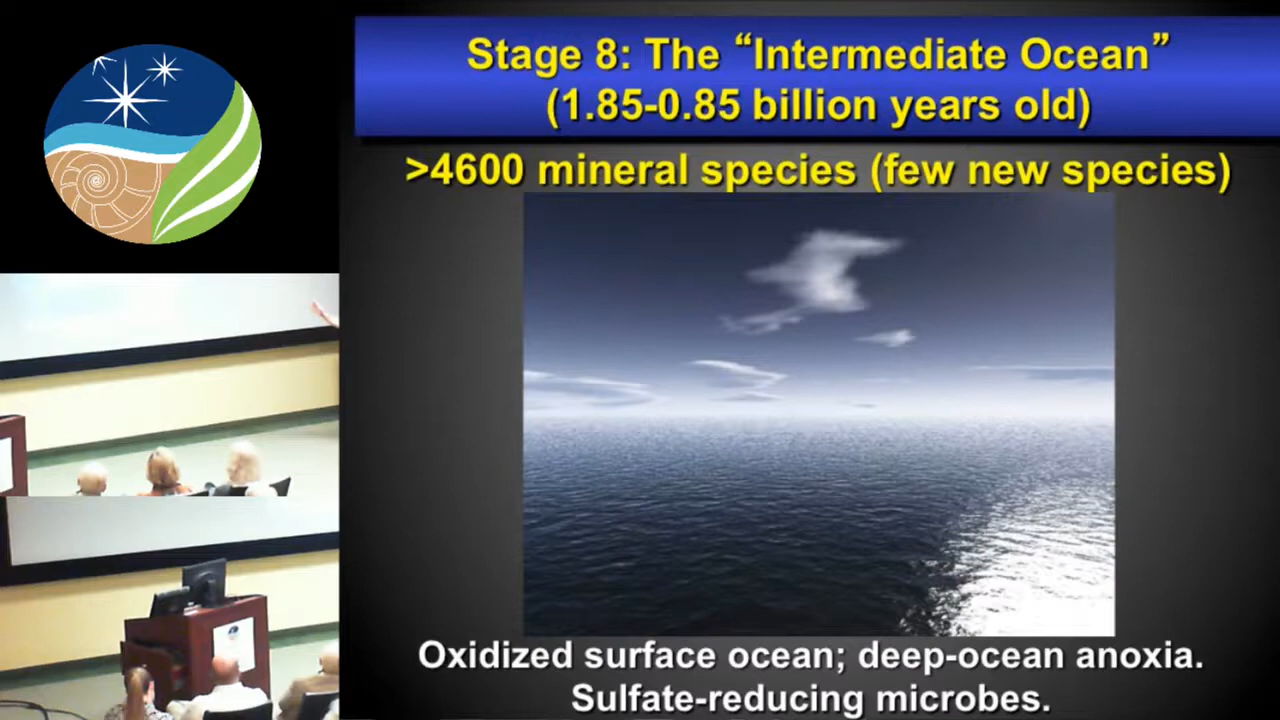 Stage 8: The “Intermediate Ocean”
(1.85-0.85 billion years old)
>4600 mineral species (few new species)
Oxidized surface ocean; deep-ocean anoxia.
Sulfate-reducing microbes.